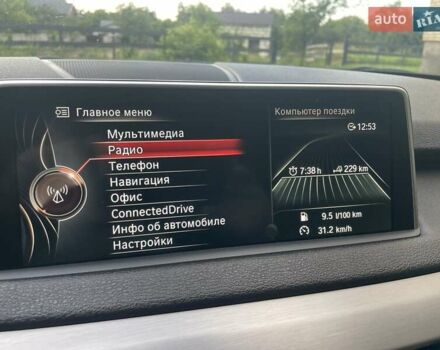 auto RIA
Главное меню
Мультимедиа
Радио
Телефон
Навигация
Офис
ConnectedDrive
Инфо об автомобиле
Настройки
Компьютер поездки
12:53
7:38 h 229 km
9.5 l/100 km
31.2 km/h